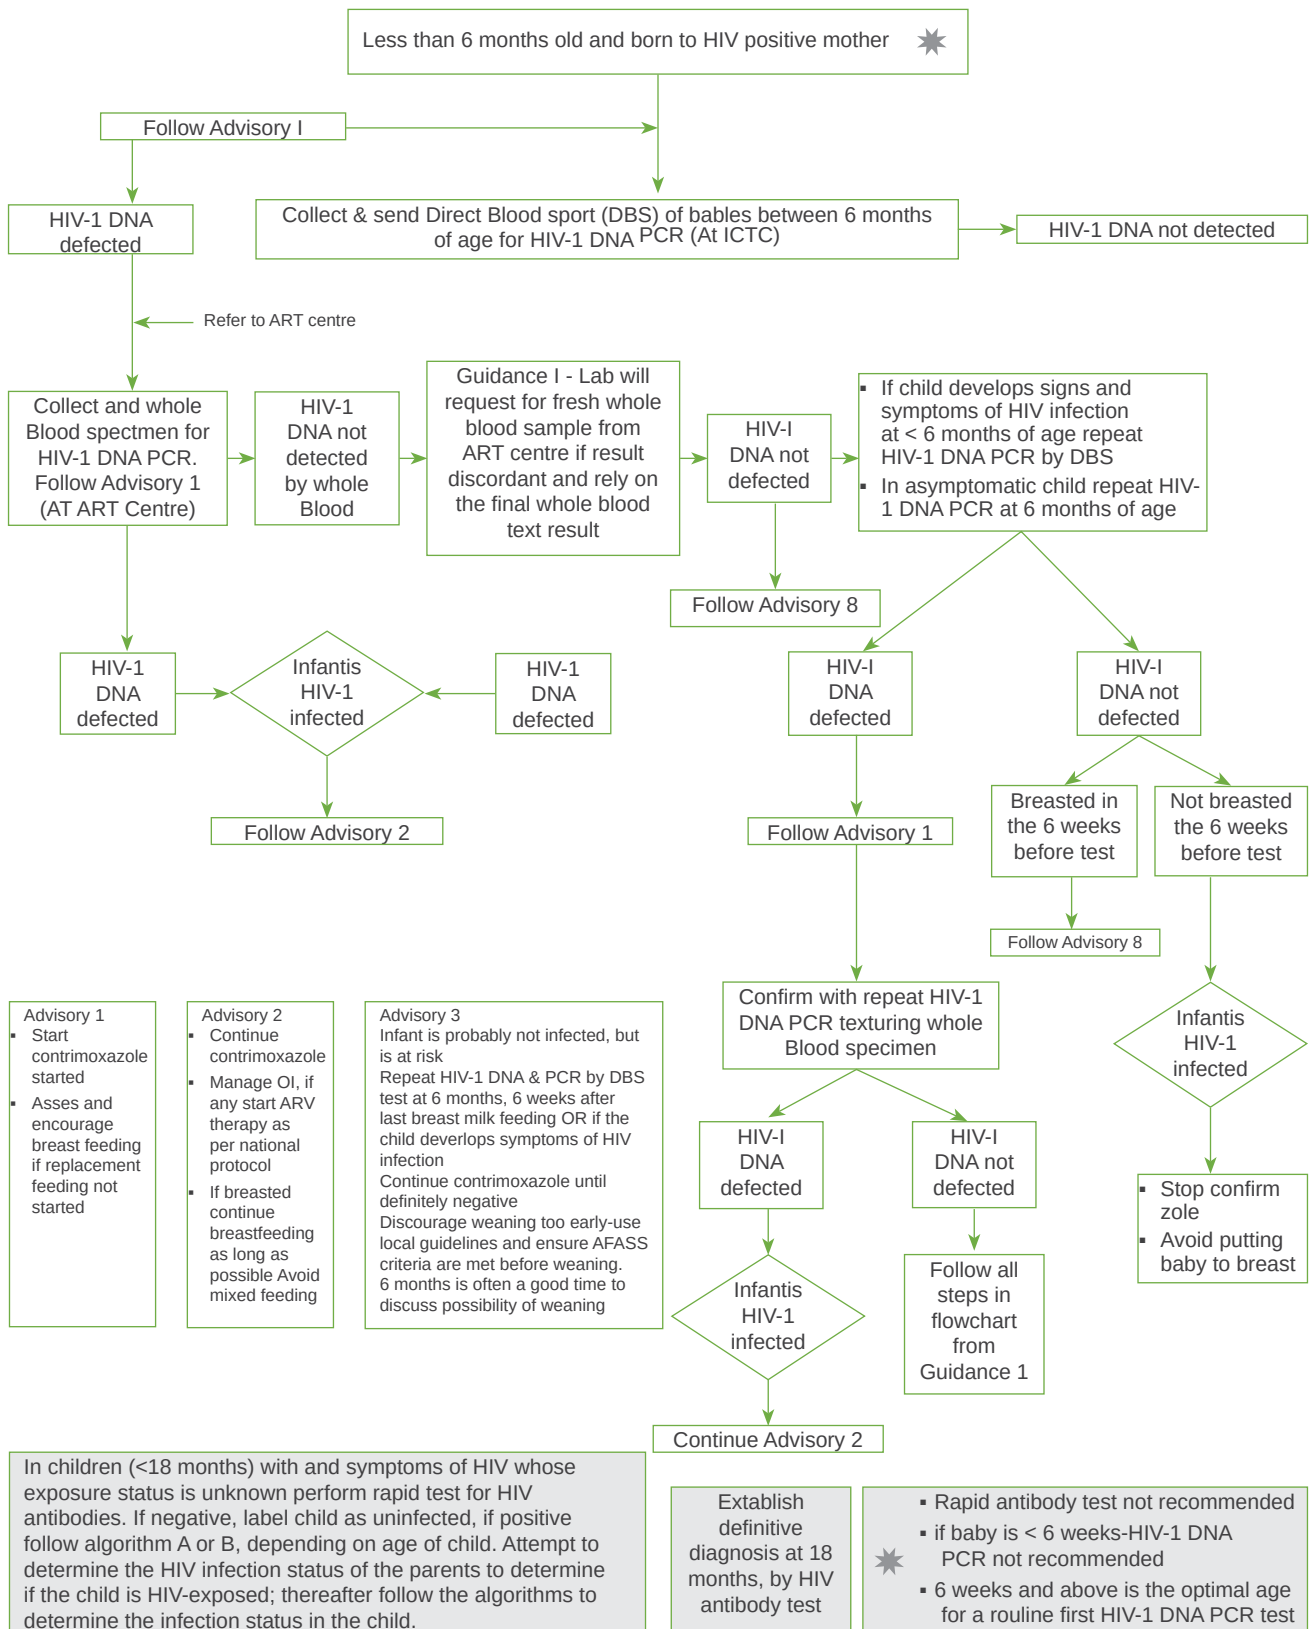 Less than 6 months old and born to HIV positive mother
Follow Advisory I
HIV-1 DNA
defected
Collect & send Direct Blood sport (DBS) of bables between 6 months
of age for HIV-1 DNA PCR (At ICTC)
HIV-1 DNA not detected
Refer to ART centre
Collect and whole
Blood spectmen for
HIV-1 DNA PCR.
Follow Advisory 1
(AT ART Centre)
HIV-1
DNA not
detected
by whole
Blood
Guidance I - Lab will
request for fresh whole
blood sample from
ART centre if result
discordant and rely on
the final whole blood
text result
HIV-I
DNA not
defected
▪ If child develops signs and
symptoms of HIV infection
at < 6 months of age repeat
HIV-1 DNA PCR by DBS
▪ In asymptomatic child repeat HIV-
1 DNA PCR at 6 months of age
Follow Advisory 8
HIV-1
DNA
defected
Infantis
HIV-1
infected
HIV-1
DNA
defected
HIV-I
DNA
defected
HIV-I
DNA not
defected
Follow Advisory 2
Follow Advisory 1
Breasted in
the 6 weeks
before test
Not breasted
the 6 weeks
before test
Follow Advisory 8
Advisory 1
▪ Start
contrimoxazole
started
▪ Asses and
encourage
breast feeding
if replacement
feeding not
started
Advisory 2
▪ Continue
contrimoxazole
▪ Manage OI, if
any start ARV
therapy as
per national
protocol
▪ If breasted
continue
breastfeeding
as long as
possible Avoid
mixed feeding
Advisory 3
Infant is probably not infected, but
is at risk
Repeat HIV-1 DNA & PCR by DBS
test at 6 months, 6 weeks after
last breast milk feeding OR if the
child deverlops symptoms of HIV
infection
Continue contrimoxazole until
definitely negative
Discourage weaning too early-use
local guidelines and ensure AFASS
criteria are met before weaning.
6 months is often a good time to
discuss possibility of weaning
Confirm with repeat HIV-1
DNA PCR texturing whole
Blood specimen
Infantis
HIV-1
infected
HIV-I
DNA
defected
HIV-I
DNA not
defected
▪ Stop confirm
zole
▪ Avoid putting
baby to breast
Infantis
HIV-1
infected
Follow all
steps in
flowchart
from
Guidance 1
Continue Advisory 2
In children (<18 months) with and symptoms of HIV whose
exposure status is unknown perform rapid test for HIV
antibodies. If negative, label child as uninfected, if positive
follow algorithm A or B, depending on age of child. Attempt to
determine the HIV infection status of the parents to determine
if the child is HIV-exposed; thereafter follow the algorithms to
determine the infection status in the child.
Extablish
definitive
diagnosis at 18
months, by HIV
antibody test
▪ Rapid antibody test not recommended
▪ if baby is < 6 weeks-HIV-1 DNA
PCR not recommended
▪ 6 weeks and above is the optimal age
for a rouline first HIV-1 DNA PCR test